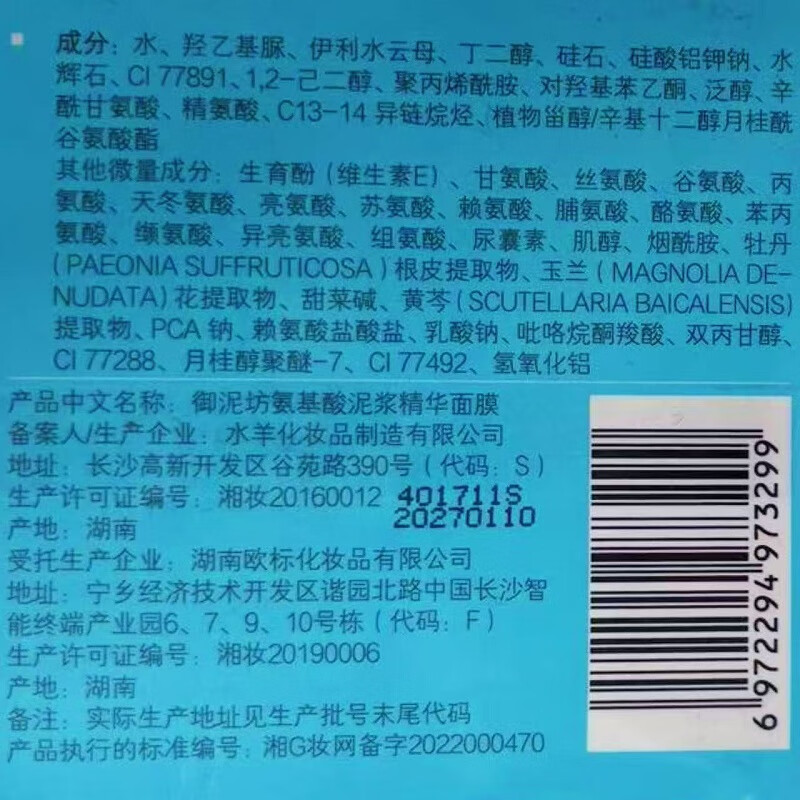 成分：水、羟乙基脲、伊利水云母、丁二醇、硅石、硅酸铝钾钠、水
辉石、CI 77891、1,2-己二醇、聚丙烯酰胺、对羟基苯乙酮、泛醇、辛
酰甘氨酸、精氨酸、C13-14 异链烷烃、植物甾醇/辛基十二醇月桂酰
谷氨酸酯
其他微量成分：生育酚（维生素E）、甘氨酸、丝氨酸、谷氨酸、丙
氨酸、天冬氨酸、亮氨酸、苏氨酸、赖氨酸、脯氨酸、酪氨酸、苯丙
氨酸、缬氨酸、异亮氨酸、组氨酸、尿囊素、肌醇、烟酰胺、牡丹
（PAEONIA SUFFRUTICOSA）根皮提取物、玉兰（MAGNOLIA DE-
NUDATA）花提取物、甜菜碱、黄芩（SCUTELLARIA BAICALENSIS）
提取物、PCA 钠、赖氨酸盐酸盐、乳酸钠、吡咯烷酮羧酸、双丙甘醇、
CI 77288、月桂醇聚醚-7、CI 77492、氢氧化铝
产品中文名称：御泥坊氨基酸泥浆精华面膜
备案人/生产企业：水羊化妆品制造有限公司
地址：长沙高新开发区谷苑路390号（代码：S）
生产许可证编号：湘妆20160012
401711S
20270110
产地：湖南
受托生产企业：湖南欧标化妆品有限公司
地址：宁乡经济技术开发区谐园北路中国长沙智
能终端产业园6、7、9、10号栋（代码：F）
生产许可证编号：湘妆20190006
产地：湖南
备注：实际生产地址见生产批号末尾代码
产品执行的标准编号：湘G妆网备字2022000470
6 972294 973299